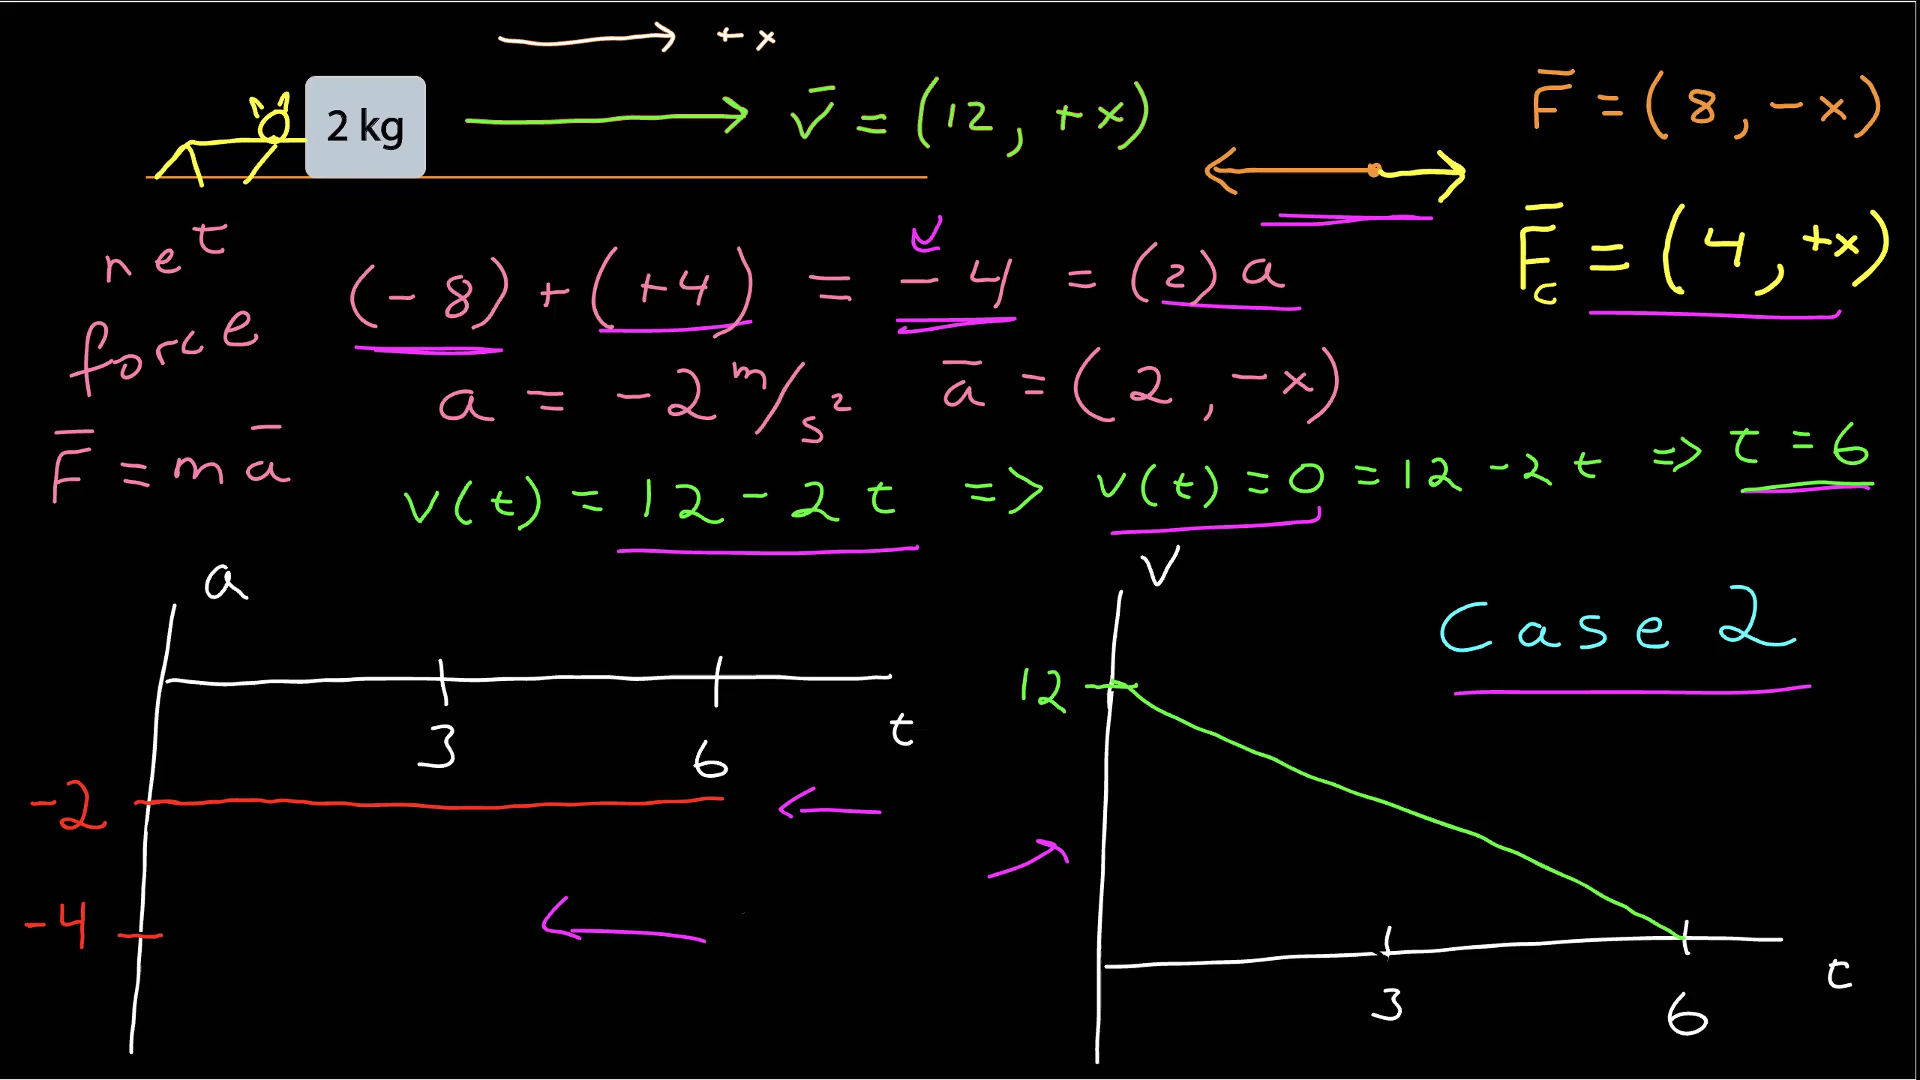 +x
2 kg
v̄ = (12, +x)
F̄ = (8, -x)
F̄c = (4, +x)
net force
(-8) + (+4) = -4 = (2)a
a = -2 m/s² ā = (2, -x)
F̄ = mā
v(t) = 12 - 2t => v(t) = 0 = 12 - 2t => t = 6
a
3
6
t
-2
-4
v
12
3
6
t
Case 2